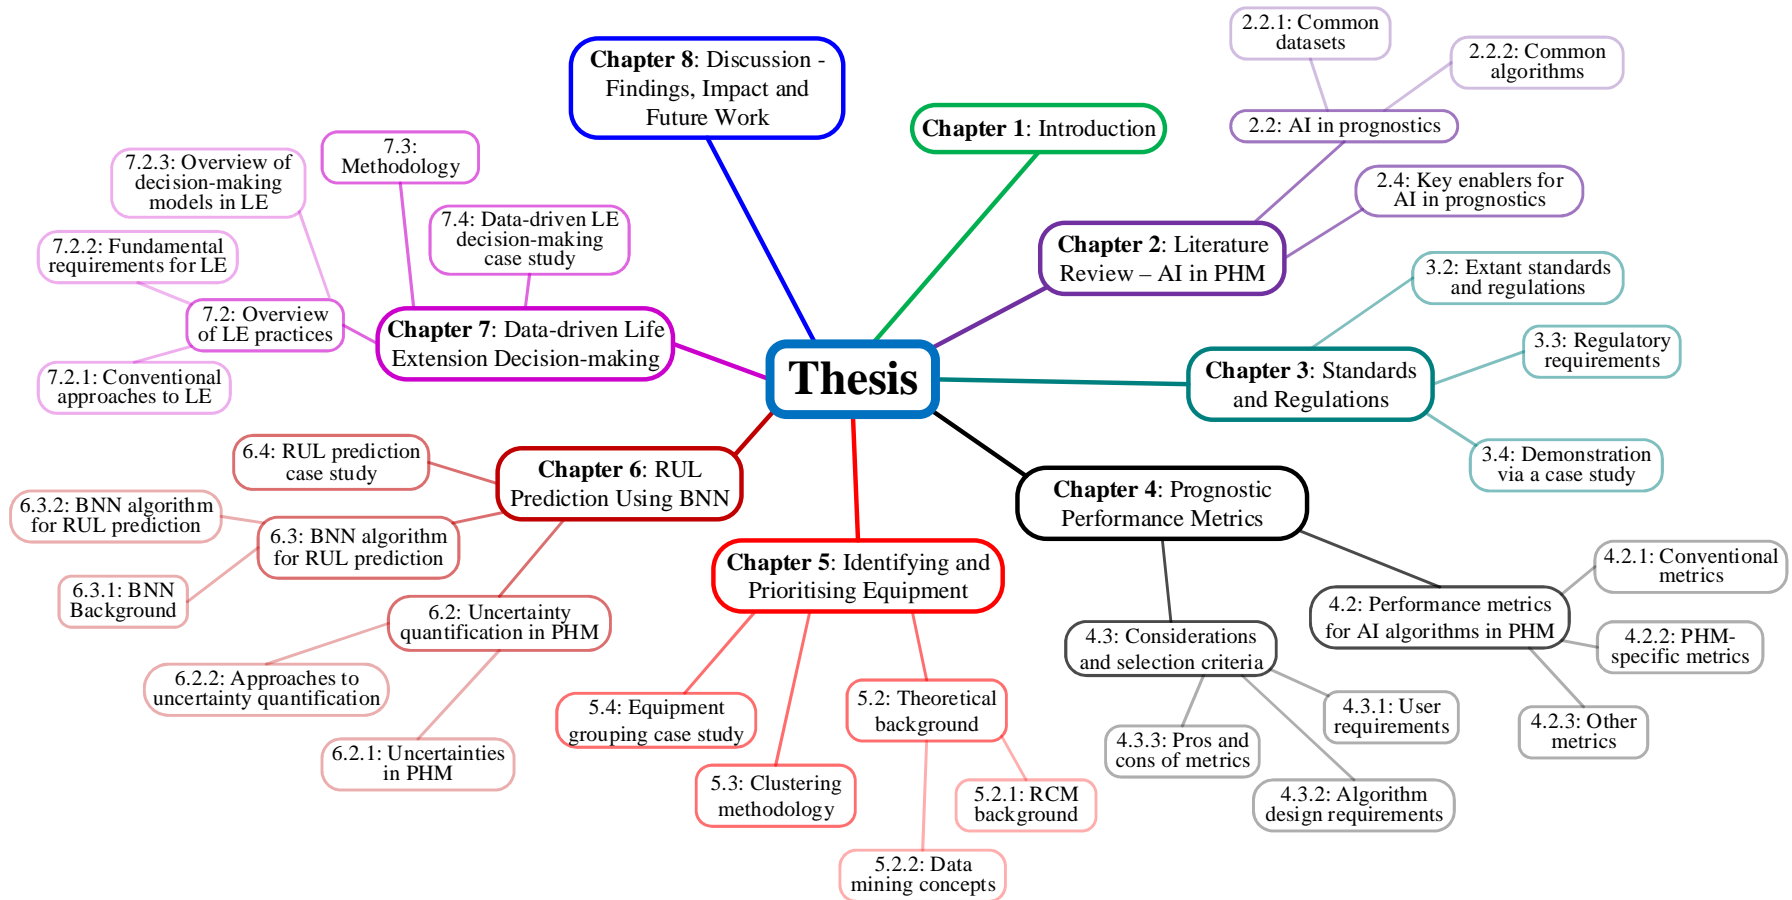 Thesis
Chapter 1: Introduction
Chapter 2: Literature
Review – AI in PHM
2.2: AI in prognostics
2.2.1: Common
datasets
2.2.2: Common
algorithms
2.4: Key enablers for
AI in prognostics
Chapter 3: Standards
and Regulations
3.2: Extant standards
and regulations
3.3: Regulatory
requirements
3.4: Demonstration
via a case study
Chapter 4: Prognostic
Performance Metrics
4.2: Performance metrics
for AI algorithms in PHM
4.2.1: Conventional
metrics
4.2.2: PHM-
specific metrics
4.2.3: Other
metrics
4.3: Considerations
and selection criteria
4.3.1: User
requirements
4.3.2: Algorithm
design requirements
4.3.3: Pros and
cons of metrics
Chapter 5: Identifying and
Prioritising Equipment
5.2: Theoretical
background
5.2.1: RCM
background
5.2.2: Data
mining concepts
5.3: Clustering
methodology
5.4: Equipment
grouping case study
Chapter 6: RUL
Prediction Using BNN
6.2: Uncertainty
quantification in PHM
6.2.1: Uncertainties
in PHM
6.2.2: Approaches to
uncertainty quantification
6.3: BNN algorithm
for RUL prediction
6.3.1: BNN
Background
6.3.2: BNN algorithm
for RUL prediction
6.4: RUL prediction
case study
Chapter 7: Data-driven Life
Extension Decision-making
7.2: Overview
of LE practices
7.2.1: Conventional
approaches to LE
7.2.2: Fundamental
requirements for LE
7.2.3: Overview of
decision-making
models in LE
7.3:
Methodology
7.4: Data-driven LE
decision-making
case study
Chapter 8: Discussion -
Findings, Impact and
Future Work